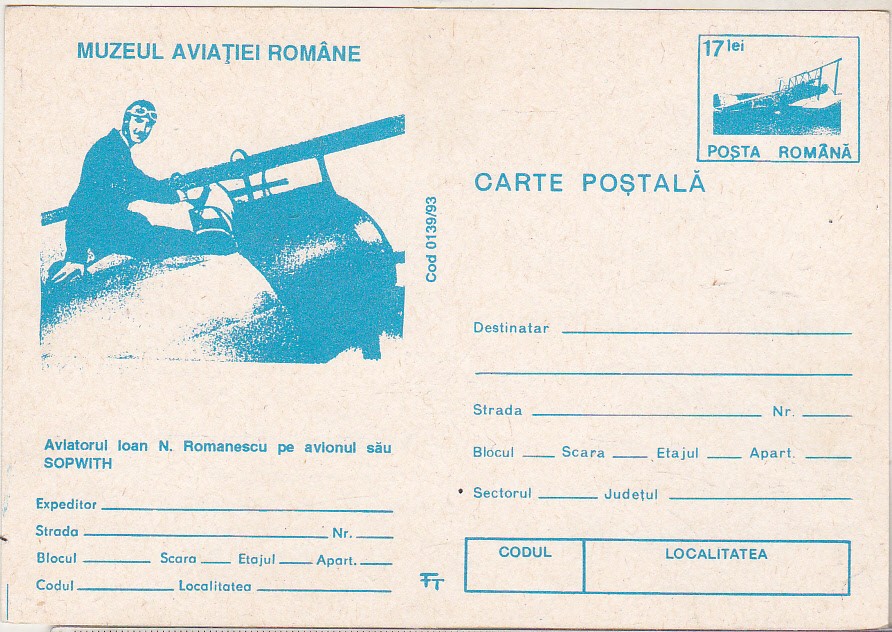 MUZEUL AVIAŢIEI ROMÂNE
Cod 0139/93
Aviatorul Ioan N. Romanescu pe avionul său
SOPWITH
Expeditor
Strada Nr.
Blocul Scara Etajul Apart.
Codul Localitatea
17 lei
POŞTA ROMÂNĂ
CARTE POŞTALĂ
Destinatar
Strada Nr.
Blocul Scara Etajul Apart.
Sectorul Judeţul
CODUL LOCALITATEA